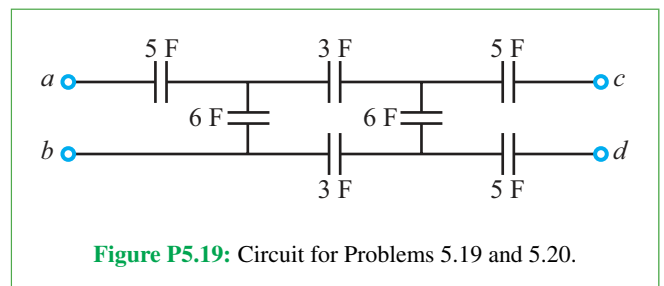 5 F 3 F 5 F
a c
6 F 6 F
b d
3 F 5 F
Figure P5.19: Circuit for Problems 5.19 and 5.20.